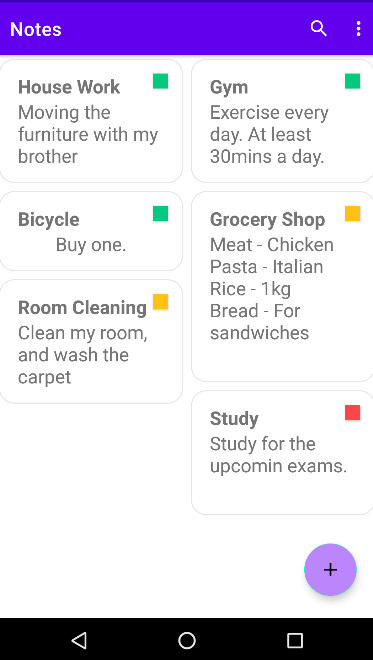 Notes
House Work
Moving the
furniture with my
brother
Gym
Exercise every
day. At least
30mins a day.
Bicycle
Buy one.
Grocery Shop
Meat - Chicken
Pasta - Italian
Rice - 1kg
Bread - For
sandwiches
Room Cleaning
Clean my room,
and wash the
carpet
Study
Study for the
upcomin exams.
+